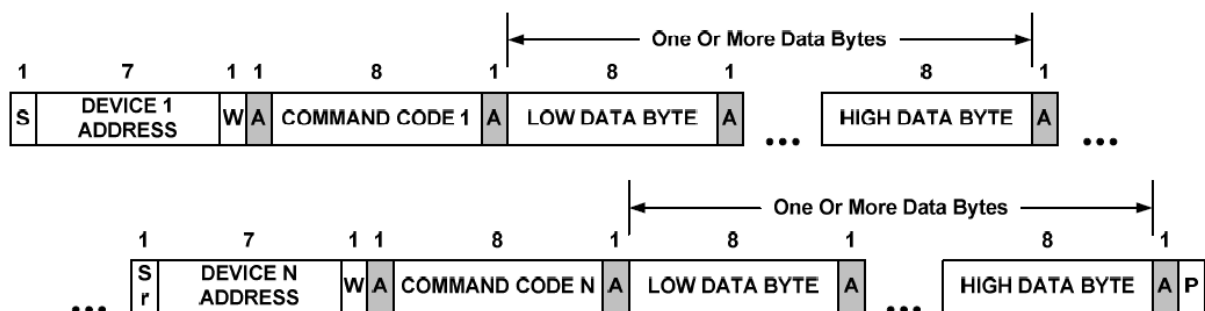 One Or More Data Bytes
1 7 1 1 8 1 8 1 8 1
S DEVICE 1 ADDRESS W A COMMAND CODE 1 A LOW DATA BYTE A ••• HIGH DATA BYTE A •••
One Or More Data Bytes
1 7 1 1 8 1 8 1 8 1
••• Sr DEVICE N ADDRESS W A COMMAND CODE N A LOW DATA BYTE A ••• HIGH DATA BYTE A P